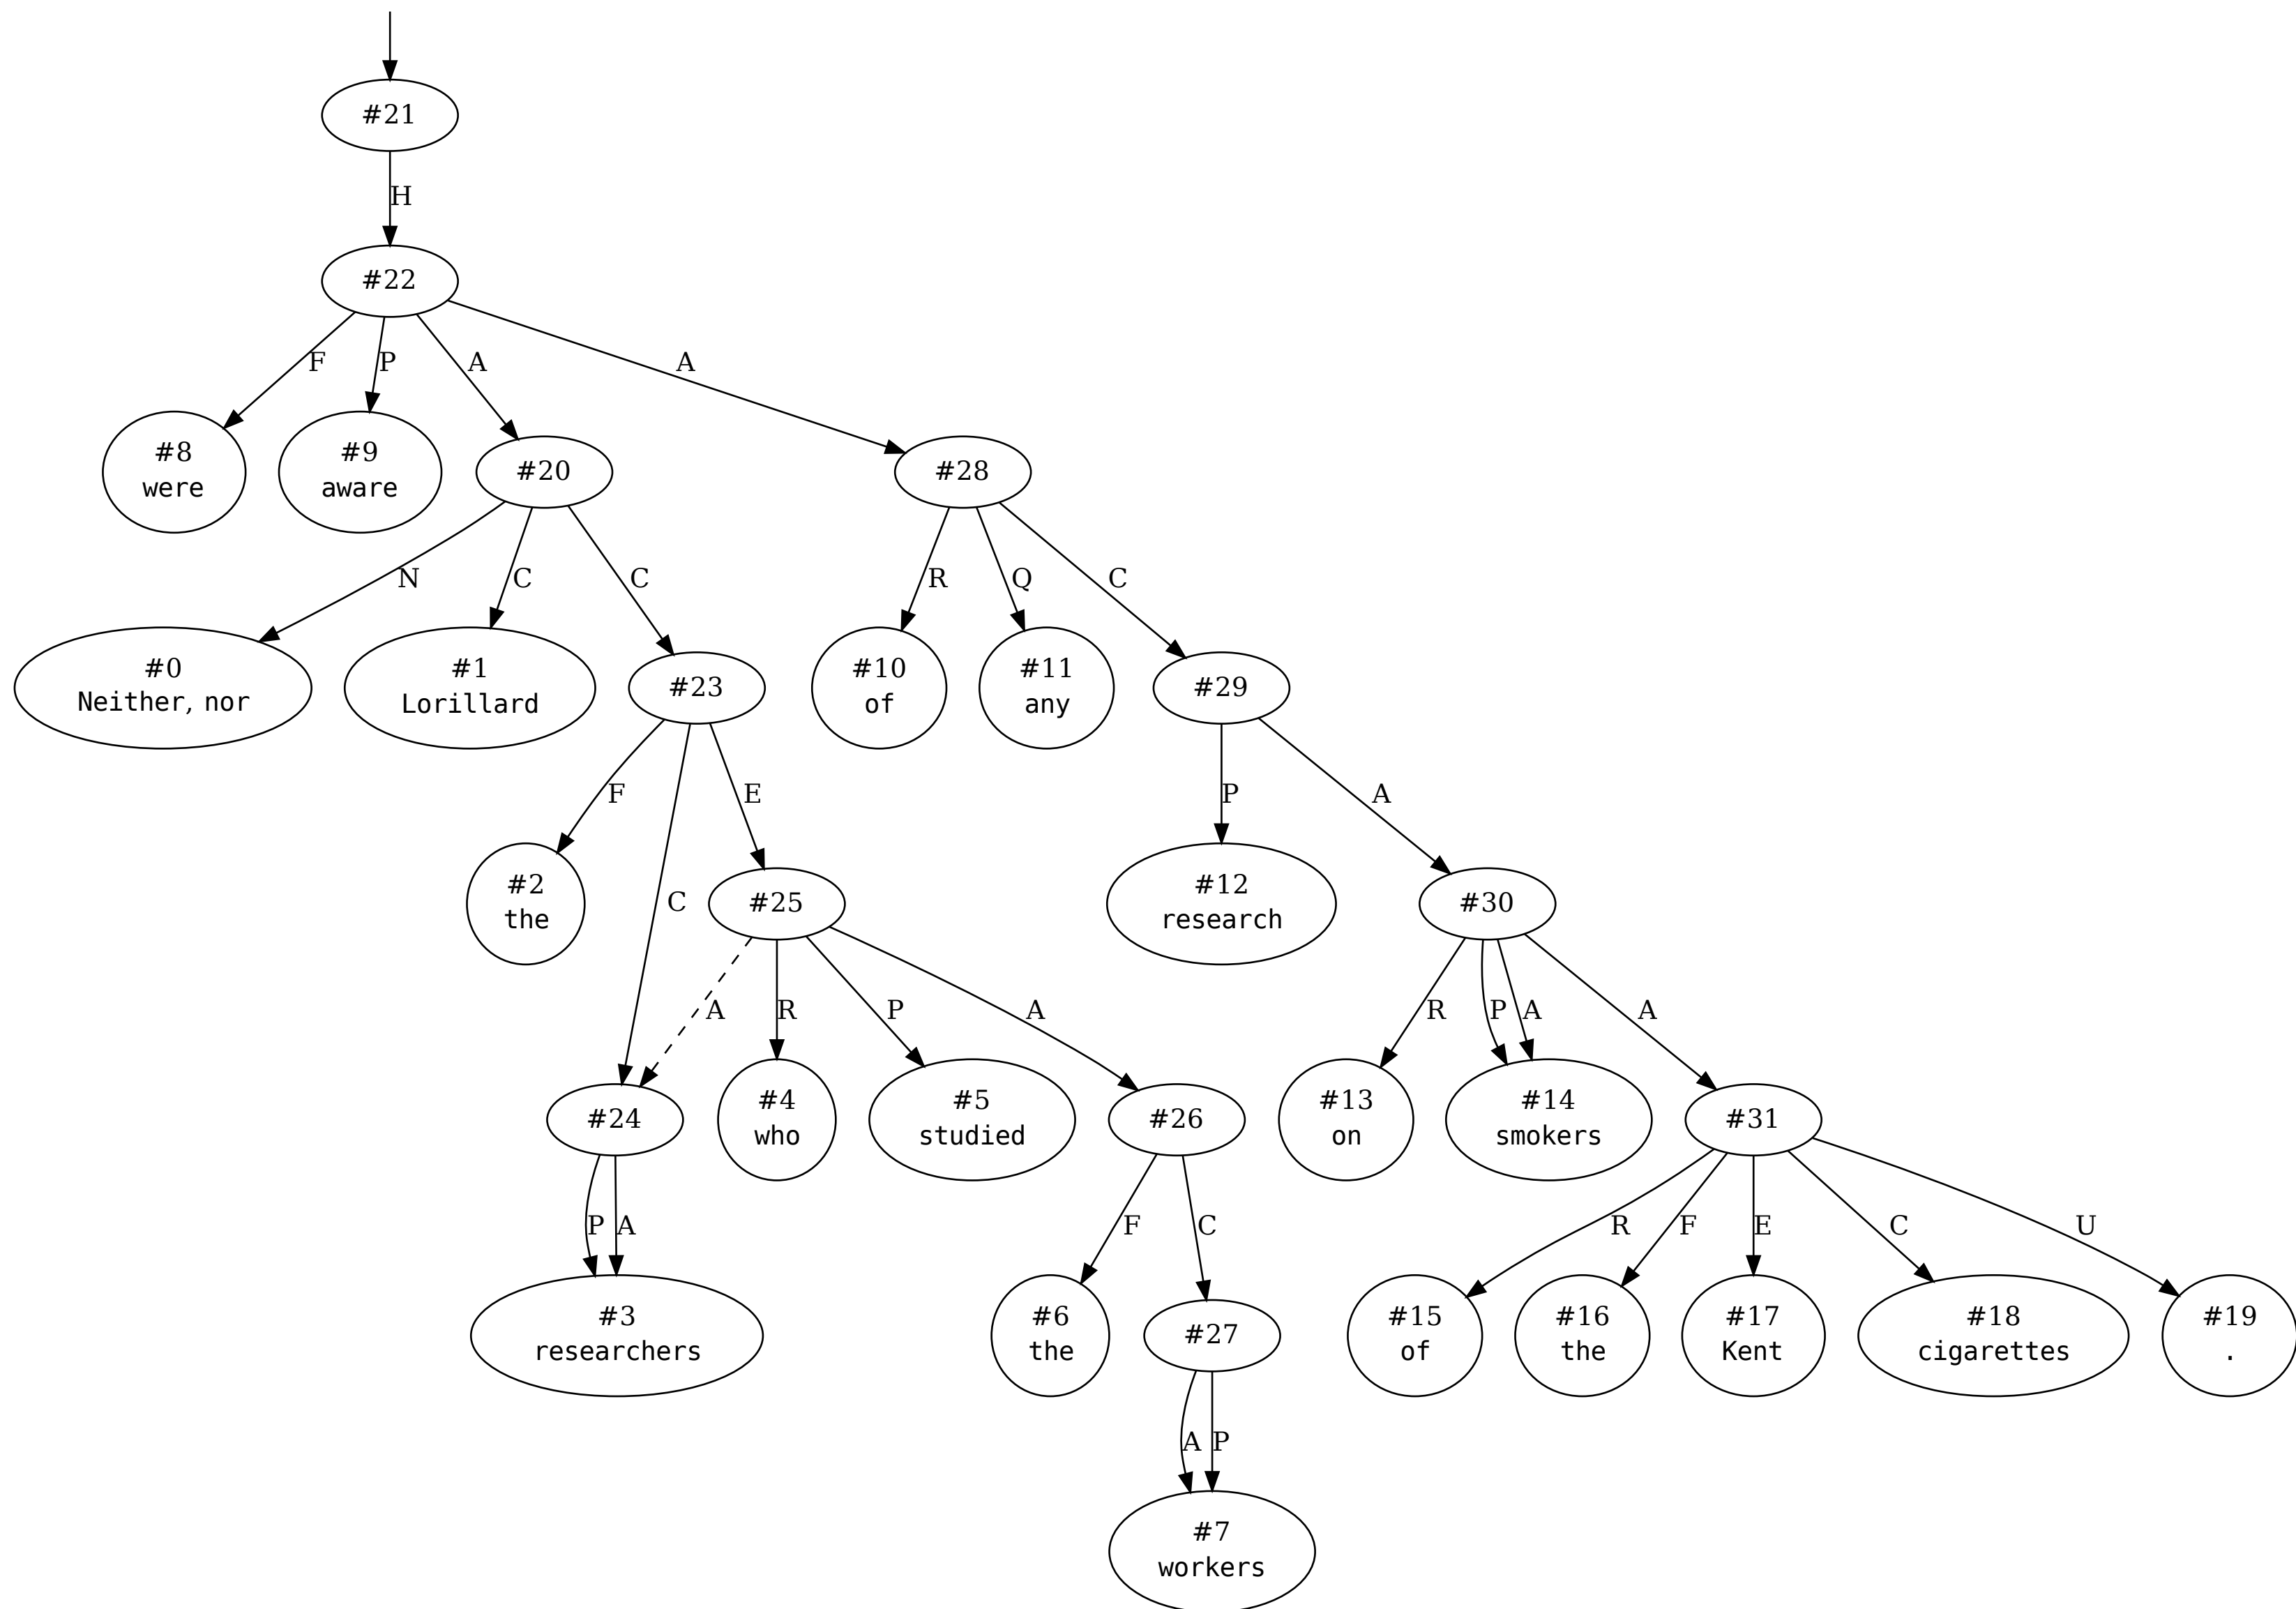 #21
H
#22
F P A A
#8
were
#9
aware
#20
#28
N C C R Q C
#0
Neither, nor
#1
Lorillard
#23
#10
of
#11
any
#29
F C E P A
#2
the
#25
#12
research
#30
A R P A R P A A
#24
#4
who
#5
studied
#26
#13
on
#14
smokers
#31
P A F C R F E C U
#3
researchers
#6
the
#27
#15
of
#16
the
#17
Kent
#18
cigarettes
#19
.
A P
#7
workers